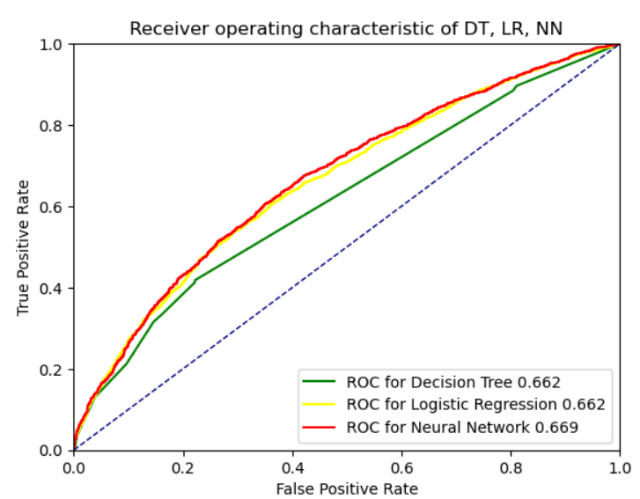 Receiver operating characteristic of DT, LR, NN
1.0
0.8
0.6
0.4
0.2
0.0
True Positive Rate
ROC for Decision Tree 0.662
ROC for Logistic Regression 0.662
ROC for Neural Network 0.669
0.0 0.2 0.4 0.6 0.8 1.0
False Positive Rate